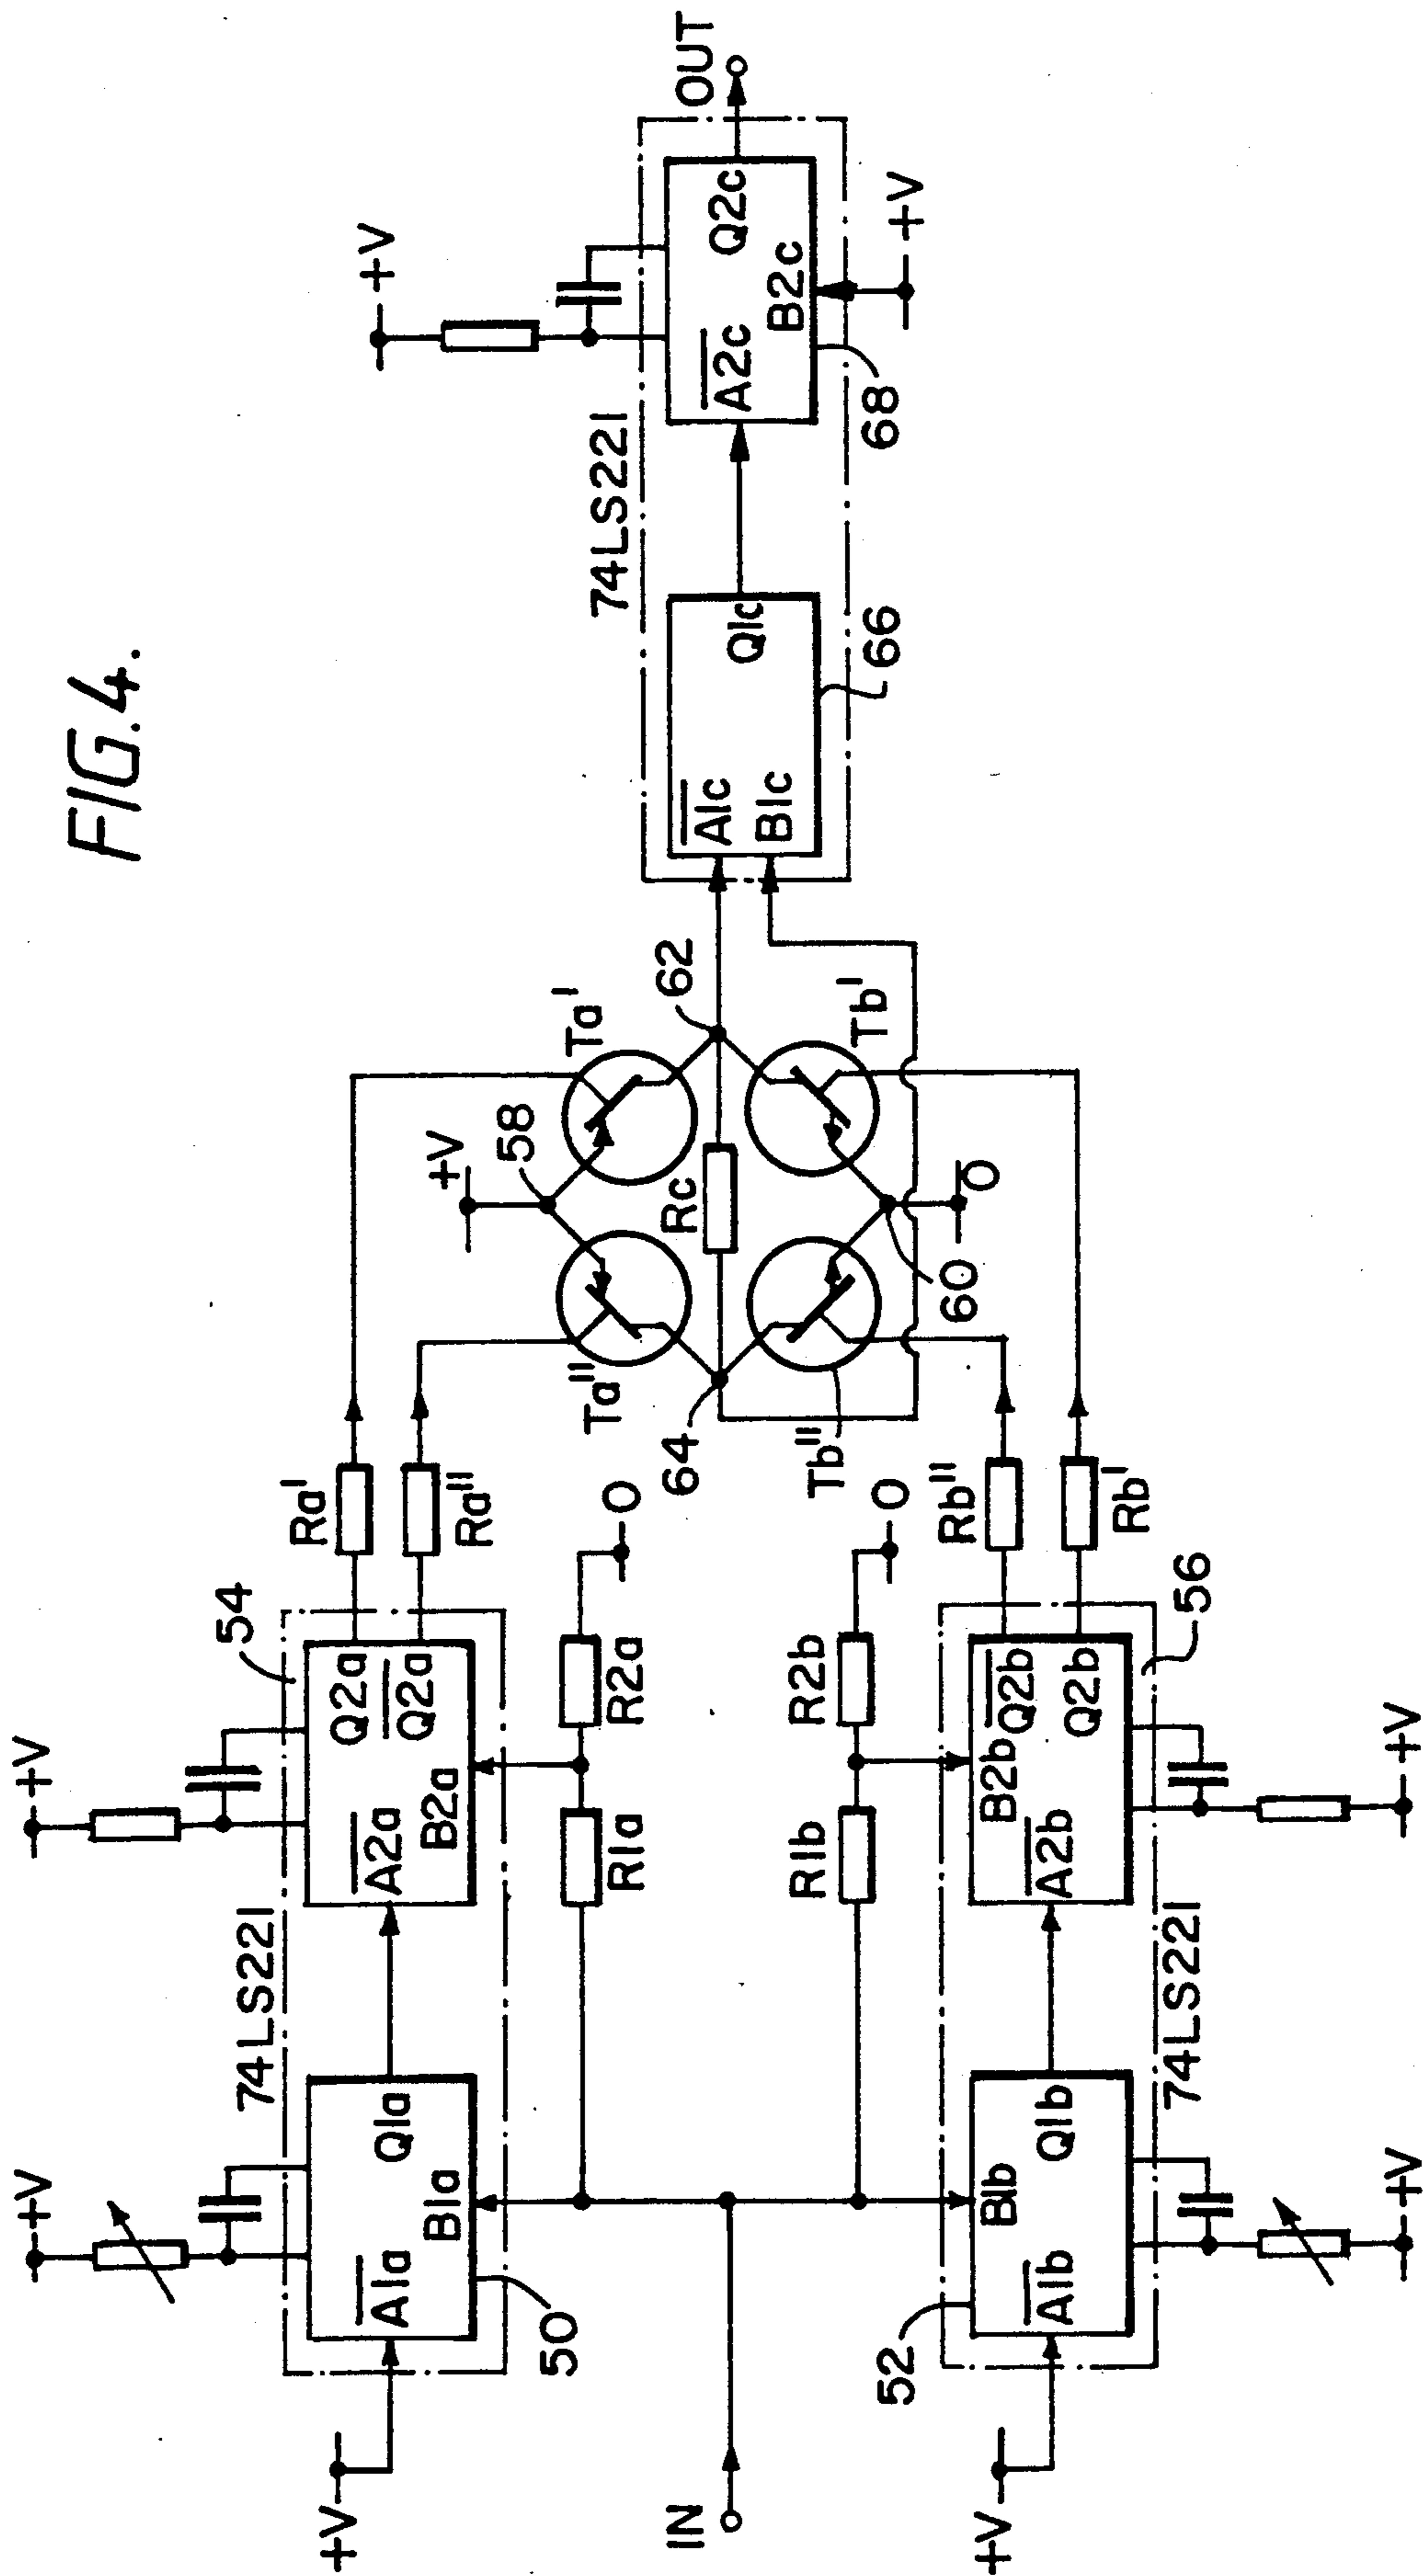 FIG.4.
+V
+V
54
74LS221
Q1a
A1a
B1a
50
+V
A2a
Q2a
Q2a
B2a
Ra'
Ra"
R1a
R2a
0
IN
R1b
R2b
0
52
B1b
A1b
Q1b
+V
+V
74LS221
B2b
A2b
Q2b
Q2b
56
+V
Rb"
Rb'
+V
58
Ta'
Ta"
Rc
62
64
Tb"
Tb'
60
0
74LS221
A1c
B1c
Q1c
66
+V
A2c
Q2c
B2c
68
+V
OUT